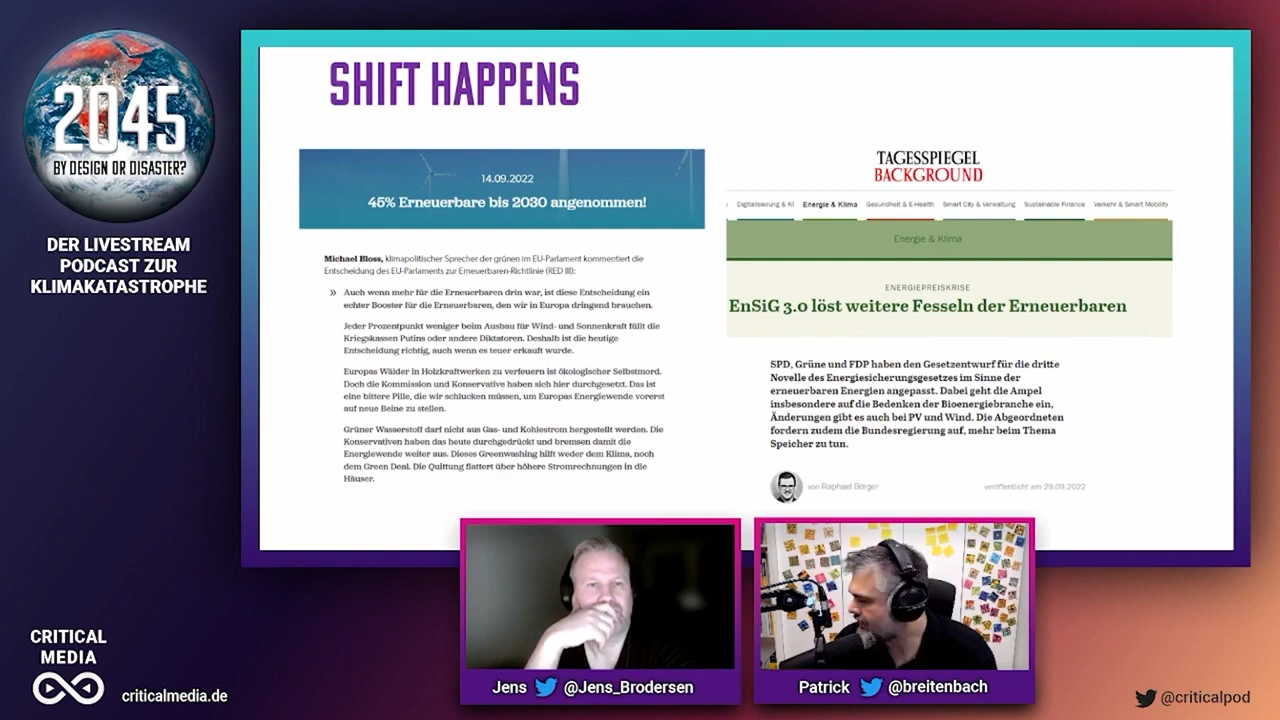 2045
BY DESIGN OR DISASTER?
DER LIVESTREAM
PODCAST ZUR
KLIMAKATASTROPHE
SHIFT HAPPENS
14.09.2022
45% Erneuerbare bis 2030 angenommen!
Michael Bloss, klimapolitischer Sprecher der grünen im EU-Parlament kommentiert die
Entscheidung des EU-Parlaments zur Erneuerbaren-Richtlinie (RED III):
» Auch wenn mehr für die Erneuerbaren drin war, ist diese Entscheidung ein
echter Booster für die Erneuerbaren, den wir in Europa dringend brauchen.
Jeder Prozentpunkt weniger beim Ausbau für Wind- und Sonnenkraft füllt die
Kriegskassen Putins oder andere Diktatoren. Deshalb ist die heutige
Entscheidung richtig, auch wenn es teuer erkauft wurde.
Europas Wälder in Holzkraftwerken zu verfeuern ist ökologischer Selbstmord.
Doch die Kommission und Konservative haben sich hier durchgesetzt. Das ist
eine bittere Pille, die wir schlucken müssen, um Europas Energiewende vorerst
auf neue Beine zu stellen.
Grüner Wasserstoff darf nicht aus Gas- und Kohlestrom hergestellt werden. Die
Konservativen haben das heute durchgedrückt und bremsen damit die
Energiewende weiter aus. Dieses Greenwashing hilft weder dem Klima, noch
dem Green Deal. Die Quittung flattert über höhere Stromrechnungen in die
Häuser.
TAGESSPIEGEL
BACKGROUND
Digitalisierung & KI Energie & Klima Gesundheit & E-Health Smart City & Verwaltung Sustainable Finance Verkehr & Smart Mobility
Energie & Klima
ENERGIEPREISKRISE
EnSiG 3.0 löst weitere Fesseln der Erneuerbaren
SPD, Grüne und FDP haben den Gesetzentwurf für die dritte
Novelle des Energiesicherungsgesetzes im Sinne der
erneuerbaren Energien angepasst. Dabei geht die Ampel
insbesondere auf die Bedenken der Bioenergiebranche ein,
Änderungen gibt es auch bei PV und Wind. Die Abgeordneten
fordern zudem die Bundesregierung auf, mehr beim Thema
Speicher zu tun.
von Raphael Börger veröffentlicht am 29.09.2022
CRITICAL
MEDIA
criticalmedia.de
Jens @Jens_Brodersen
Patrick @breitenbach
@criticalpod